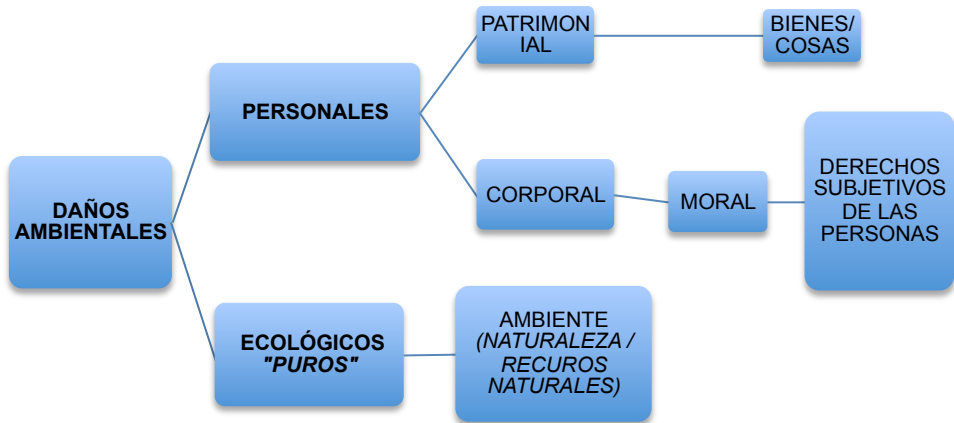 DAÑOS
AMBIENTALES
PERSONALES
PATRIMON
IAL
BIENES/
COSAS
CORPORAL
MORAL
DERECHOS
SUBJETIVOS
DE LAS
PERSONAS
ECOLÓGICOS
"PUROS"
AMBIENTE
(NATURALEZA /
RECUROS
NATURALES)